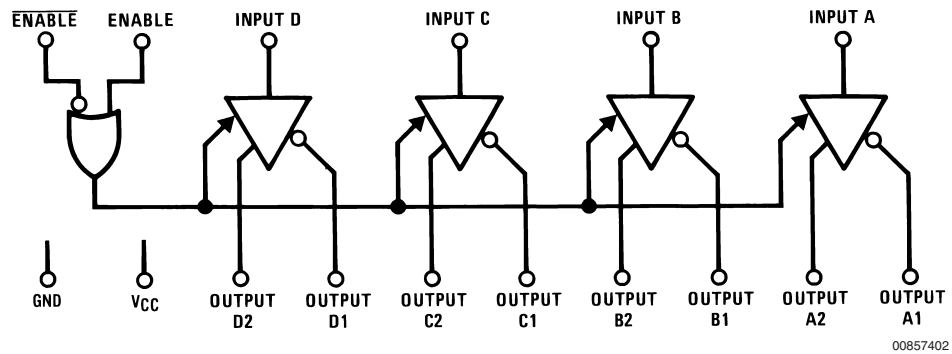 E̅N̅A̅B̅L̅E̅ ENABLE INPUT D INPUT C INPUT B INPUT A
GND VCC OUTPUT OUTPUT OUTPUT OUTPUT OUTPUT OUTPUT OUTPUT OUTPUT
D2 D1 C2 C1 B2 B1 A2 A1
00857402